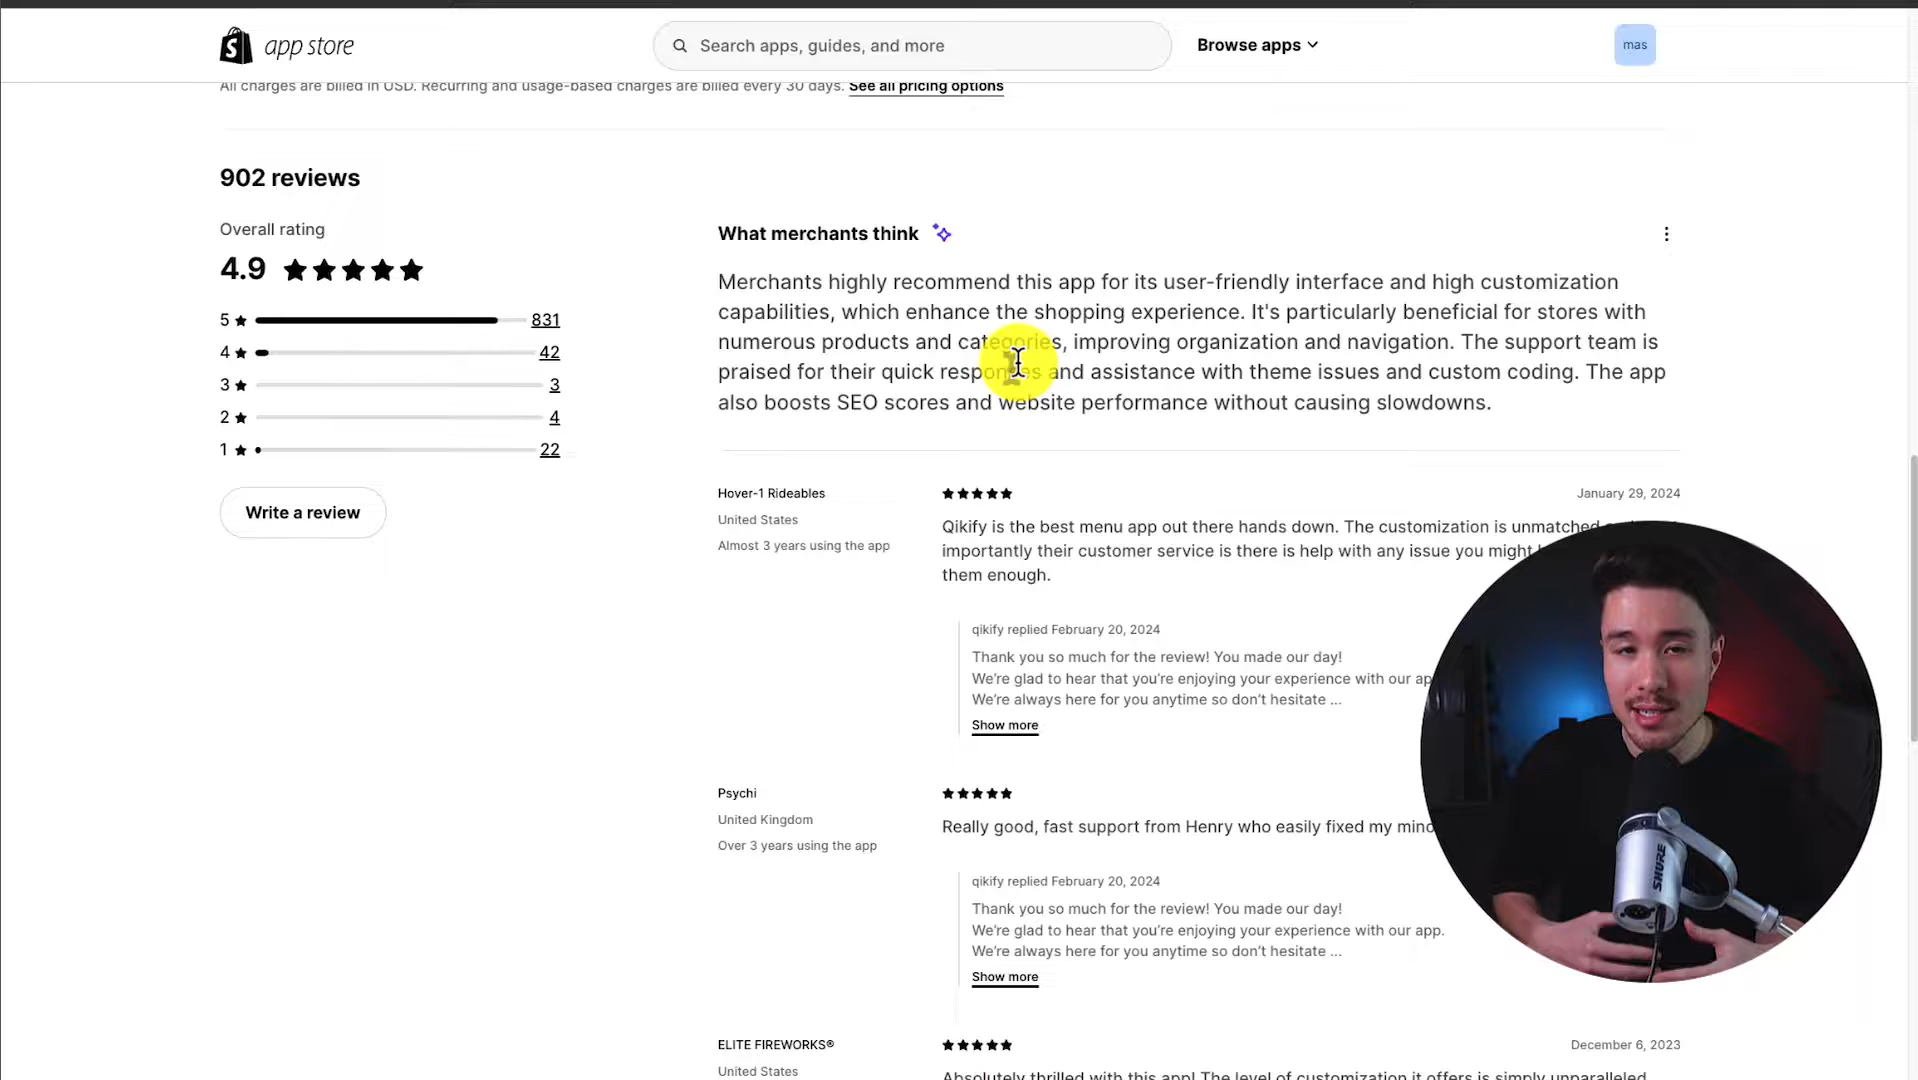 app store
Search apps, guides, and more
Browse apps
mas
All charges are billed in USD. Recurring and usage-based charges are billed every 30 days. See all pricing options
902 reviews
Overall rating
4.9
5 831
4 42
3 3
2 4
1 22
Write a review
What merchants think
Merchants highly recommend this app for its user-friendly interface and high customization
capabilities, which enhance the shopping experience. It's particularly beneficial for stores with
numerous products and categories, improving organization and navigation. The support team is
praised for their quick responses and assistance with theme issues and custom coding. The app
also boosts SEO scores and website performance without causing slowdowns.
Hover-1 Rideables
United States
Almost 3 years using the app
January 29, 2024
Qikify is the best menu app out there hands down. The customization is unmatched
importantly their customer service is there is help with any issue you might
them enough.
qikify replied February 20, 2024
Thank you so much for the review! You made our day!
We're glad to hear that you're enjoying your experience with our
We're always here for you anytime so don't hesitate ...
Show more
Psychi
United Kingdom
Over 3 years using the app
Really good, fast support from Henry who easily fixed my
qikify replied February 20, 2024
Thank you so much for the review! You made our day!
We're glad to hear that you're enjoying your experience with our app.
We're always here for you anytime so don't hesitate ...
Show more
ELITE FIREWORKS®
United States
December 6, 2023
Absolutely thrilled with this app! The level of customization it offers is simply unparalleled
SHURE